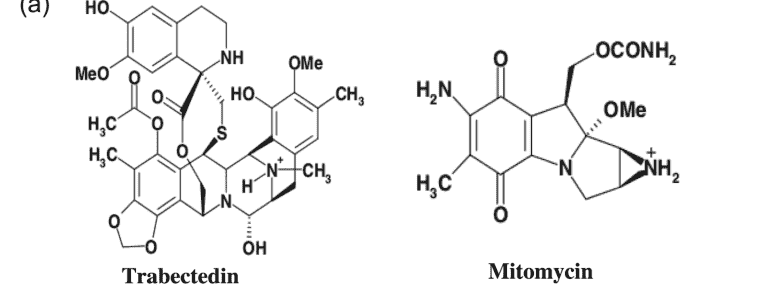 (a)
HO
NH
MeO
O
O
OMe
HO
CH₃
H₃C
O
S
O
H₃C
N⁺
CH₃
H
N
O
O
OH
Trabectedin
O
OCONH₂
H₂N
OMe
N
+
NH₂
H₃C
O
Mitomycin